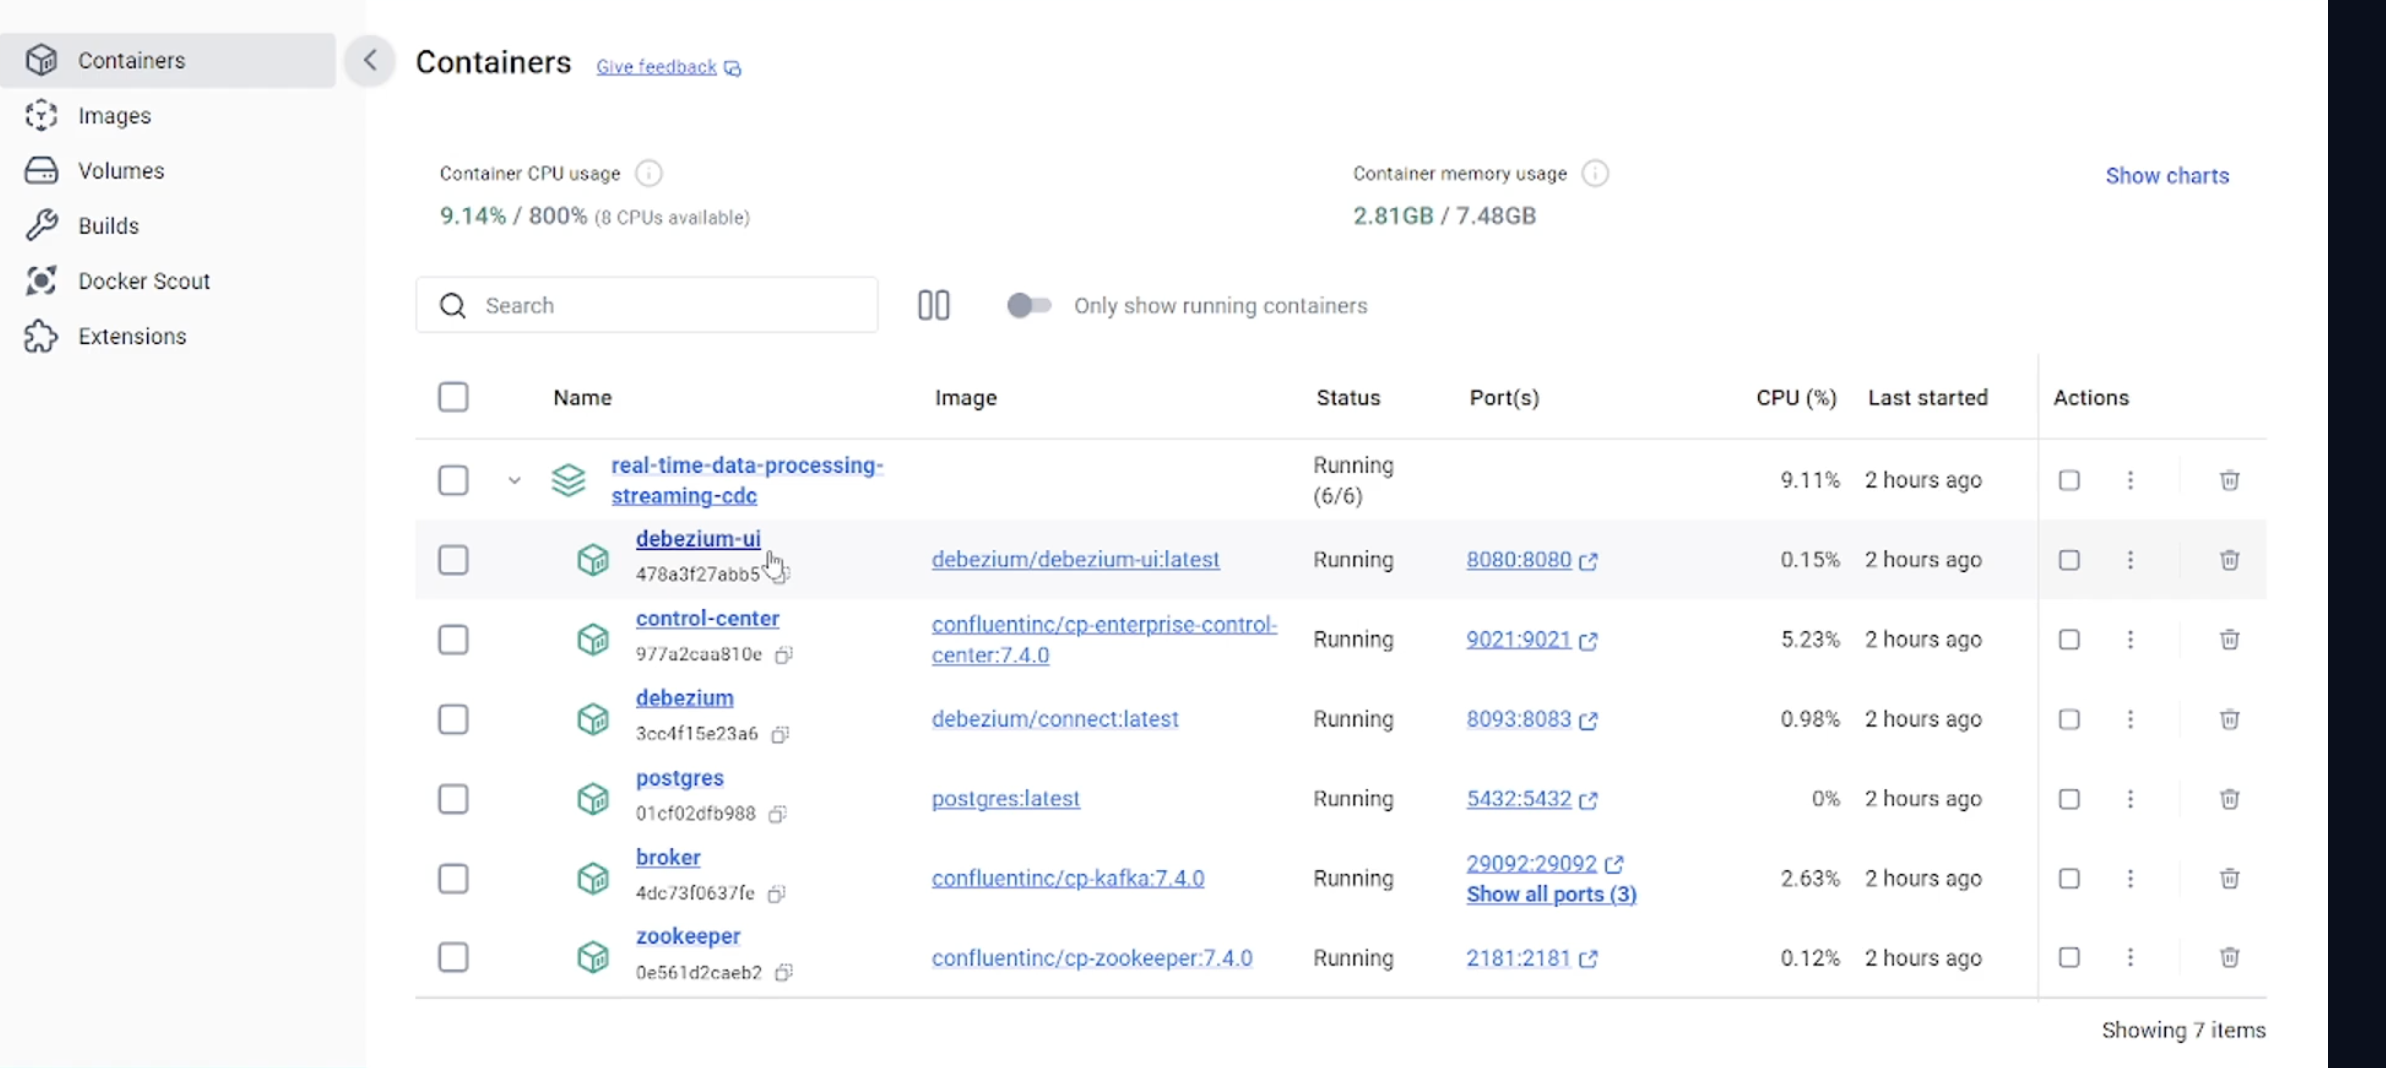 Containers
Images
Volumes
Builds
Docker Scout
Extensions
Containers Give feedback
Container CPU usage
9.14% / 800% (8 CPUs available)
Container memory usage
2.81GB / 7.48GB
Show charts
Search
Only show running containers
Name Image Status Port(s) CPU (%) Last started Actions
real-time-data-processing-
streaming-cdc
Running
(6/6)
9.11% 2 hours ago
debezium-ui
478a3f27abb5
debezium/debezium-ui:latest Running 8080:8080 0.15% 2 hours ago
control-center
977a2caa810e
confluentinc/cp-enterprise-control-
center:7.4.0
Running 9021:9021 5.23% 2 hours ago
debezium
3cc4f15e23a6
debezium/connect:latest Running 8093:8083 0.98% 2 hours ago
postgres
01cf02dfb988
postgres:latest Running 5432:5432 0% 2 hours ago
broker
4dc73f0637fe
confluentinc/cp-kafka:7.4.0 Running
29092:29092
Show all ports (3)
2.63% 2 hours ago
zookeeper
0e561d2caeb2
confluentinc/cp-zookeeper:7.4.0 Running 2181:2181 0.12% 2 hours ago
Showing 7 items